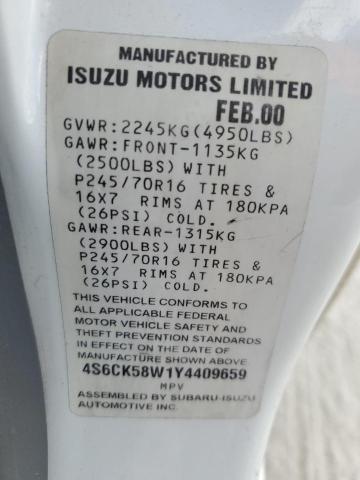 MANUFACTURED BY
ISUZU MOTORS LIMITED
FEB.00
GVWR:2245KG(4950LBS)
GAWR:FRONT-1135KG
(2500LBS) WITH
P245/70R16 TIRES &
16X7 RIMS AT 180KPA
(26PSI) COLD.
GAWR:REAR-1315KG
(2900LBS) WITH
P245/70R16 TIRES &
16X7 RIMS AT 180KPA
(26PSI) COLD.
THIS VEHICLE CONFORMS TO
ALL APPLICABLE FEDERAL
MOTOR VEHICLE SAFETY AND
THEFT PREVENTION STANDARDS
IN EFFECT ON THE DATE OF
MANUFACTURE SHOWN ABOVE.
4S6CK58W1Y4409659
MPV
ASSEMBLED BY SUBARU-ISUZU
AUTOMOTIVE INC.